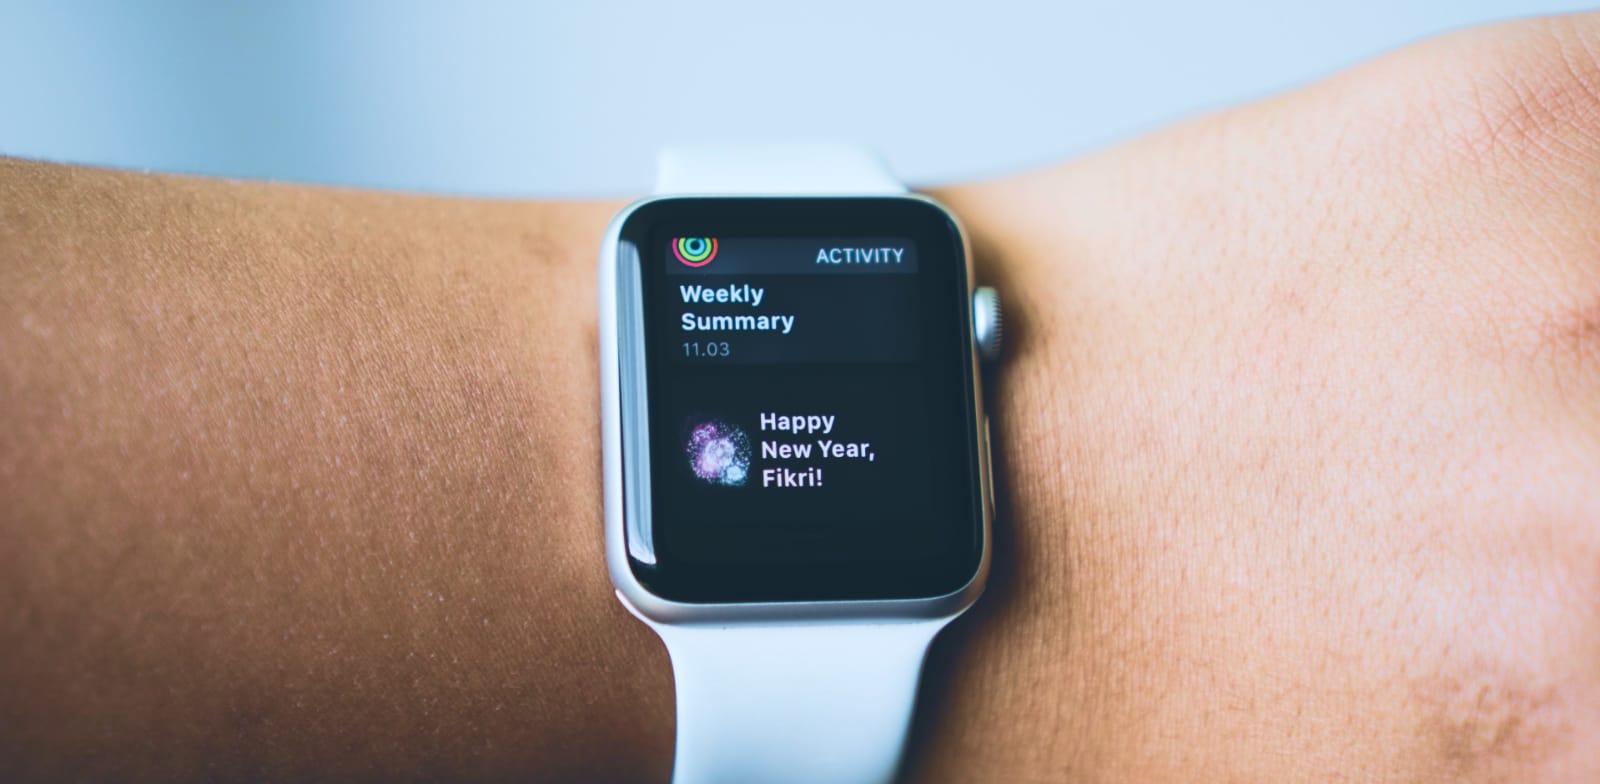 ACTIVITY
Weekly
Summary
11.03
Happy
New Year,
Fikri!